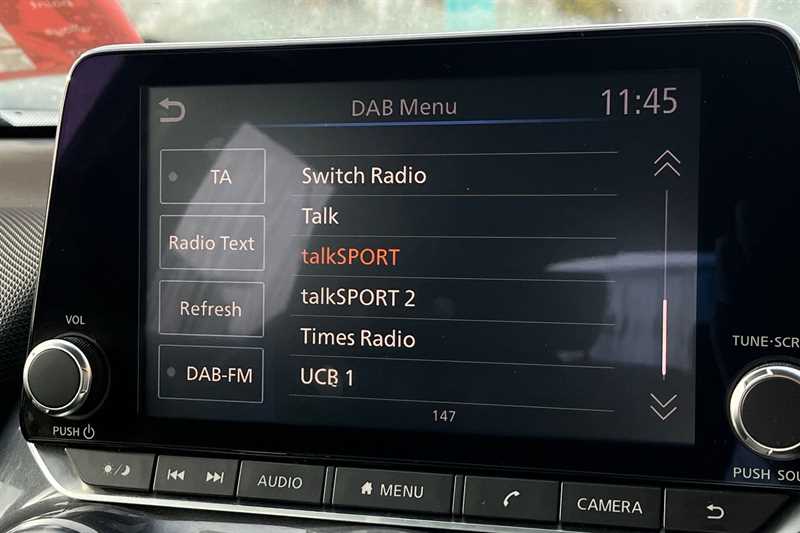 DAB Menu
11:45
TA
Radio Text
Refresh
DAB-FM
Switch Radio
Talk
talkSPORT
talkSPORT 2
Times Radio
UCB 1
147
VOL
PUSH
TUNE·SCR
PUSH SOU
AUDIO
MENU
CAMERA